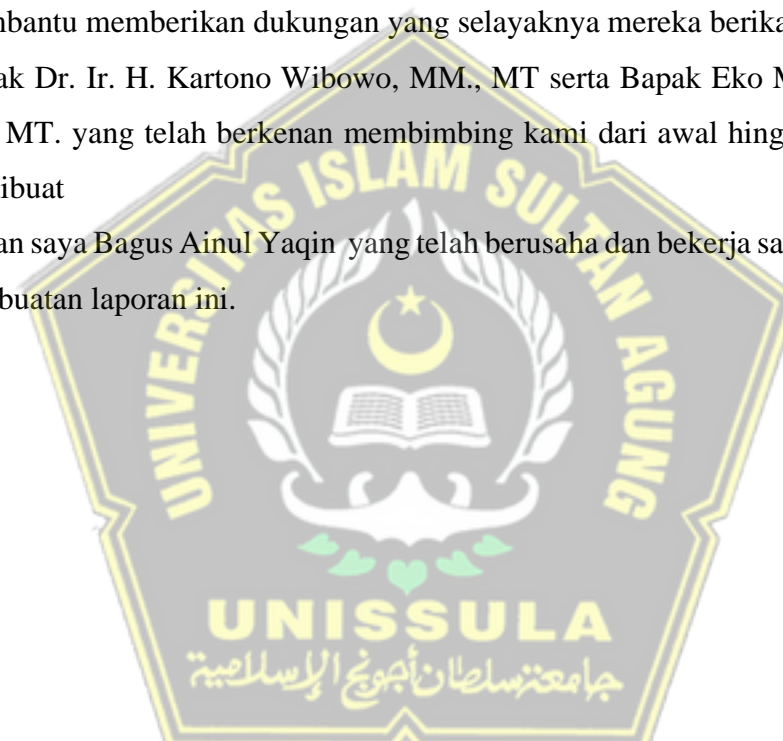 mbantu memberikan dukungan yang selayaknya mereka berika
ak Dr. Ir. H. Kartono Wibowo, MM., MT serta Bapak Eko M
MT. yang telah berkenan membimbing kami dari awal hing
ibuat
an saya Bagus Ainul Yaqin yang telah berusaha dan bekerja sa
buatan laporan ini.
UNIVERSITAS ISLAM SULTAN AGUNG
UNISSULA
جامعة سلطان أجونج الإسلامية